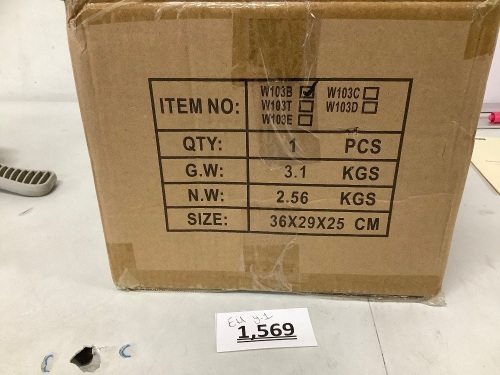 ITEM NO: W103B W103C
W103T W103D
W103E
QTY: 1 PCS
G.W: 3.1 KGS
N.W: 2.56 KGS
SIZE: 36X29X25 CM
1,569